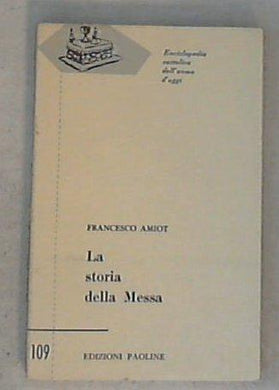 Enciclopedia
cattolica
dell'uomo
d'oggi
FRANCESCO AMIOT
La
storia
della Messa
109
EDIZIONI PAOLINE